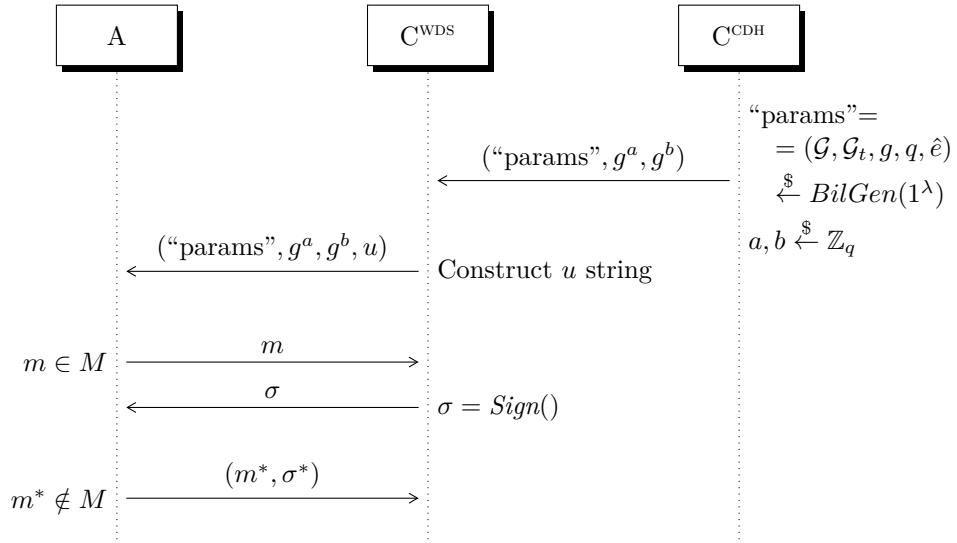 A
C^WDS
C^CDH
“params”=
= (𝒢, 𝒢_t, g, q, ê)
(“params”, g^a, g^b)
←$ BilGen(1^λ)
a, b ←$ ℤ_q
(“params”, g^a, g^b, u)
Construct u string
m ∈ M
m
σ
σ = Sign()
m* ∉ M
(m*, σ*)